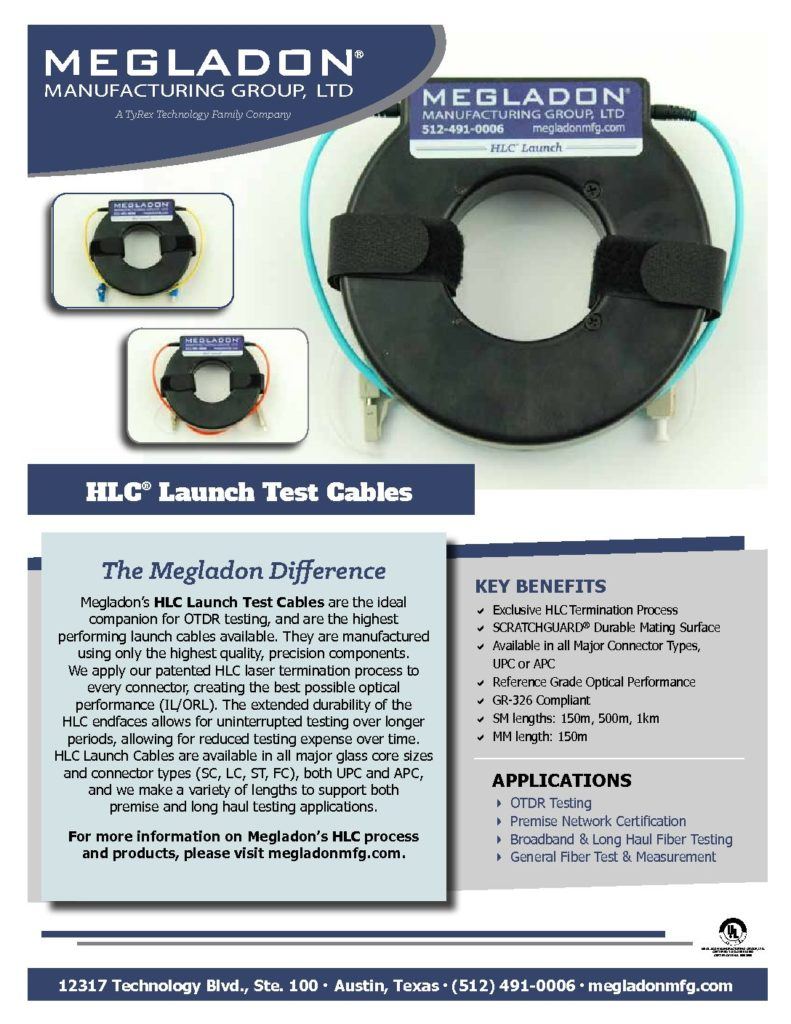 MEGLADON®
MANUFACTURING GROUP, LTD
A TyRex Technology Family Company
MEGLADON®
MANUFACTURING GROUP, LTD
512-491-0006 megladonmfg.com
HLC® Launch
MEGLADON
MEGLADON
HLC® Launch Test Cables
The Megladon Difference
Megladon's HLC Launch Test Cables are the ideal
companion for OTDR testing, and are the highest
performing launch cables available. They are manufactured
using only the highest quality, precision components.
We apply our patented HLC laser termination process to
every connector, creating the best possible optical
performance (IL/ORL). The extended durability of the
HLC endfaces allows for uninterrupted testing over longer
periods, allowing for reduced testing expense over time.
HLC Launch Cables are available in all major glass core sizes
and connector types (SC, LC, ST, FC), both UPC and APC,
and we make a variety of lengths to support both
premise and long haul testing applications.
For more information on Megladon's HLC process
and products, please visit megladonmfg.com.
KEY BENEFITS
✓ Exclusive HLC Termination Process
✓ SCRATCHGUARD® Durable Mating Surface
✓ Available in all Major Connector Types,
UPC or APC
✓ Reference Grade Optical Performance
✓ GR-326 Compliant
✓ SM lengths: 150m, 500m, 1km
✓ MM length: 150m
APPLICATIONS
OTDR Testing
Premise Network Certification
Broadband & Long Haul Fiber Testing
General Fiber Test & Measurement
UL
12317 Technology Blvd., Ste. 100 · Austin, Texas · (512) 491-0006 · megladonmfg.com